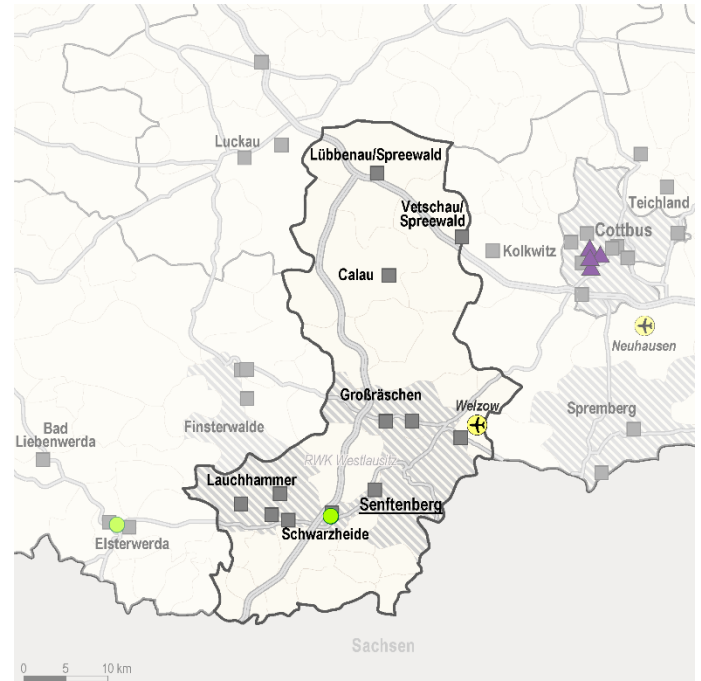 Luckau
Lübbenau/Spreewald
Vetschau/
Spreewald
Teichland
Cottbus
Kolkwitz
Calau
Neuhausen
Großräschen
Welzow
Spremberg
Finsterwalde
Bad
Liebenwerda
RWK Westlausitz
Lauchhammer
Senftenberg
Schwarzheide
Elsterwerda
Sachsen
0 5 10 km